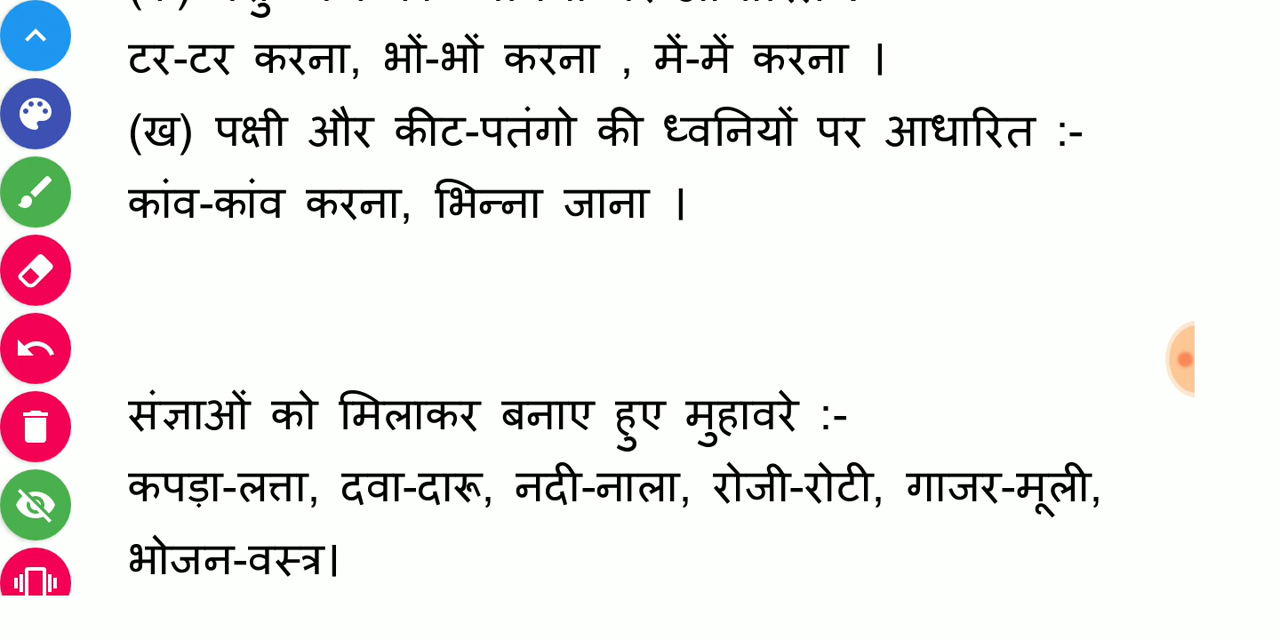 टर-टर करना, भों-भों करना , में-में करना ।
(ख) पक्षी और कीट-पतंगो की ध्वनियों पर आधारित :-
कांव-कांव करना, भिन्ना जाना ।
संज्ञाओं को मिलाकर बनाए हुए मुहावरे :-
कपड़ा-लत्ता, दवा-दारू, नदी-नाला, रोजी-रोटी, गाजर-मूली,
भोजन-वस्त्र।